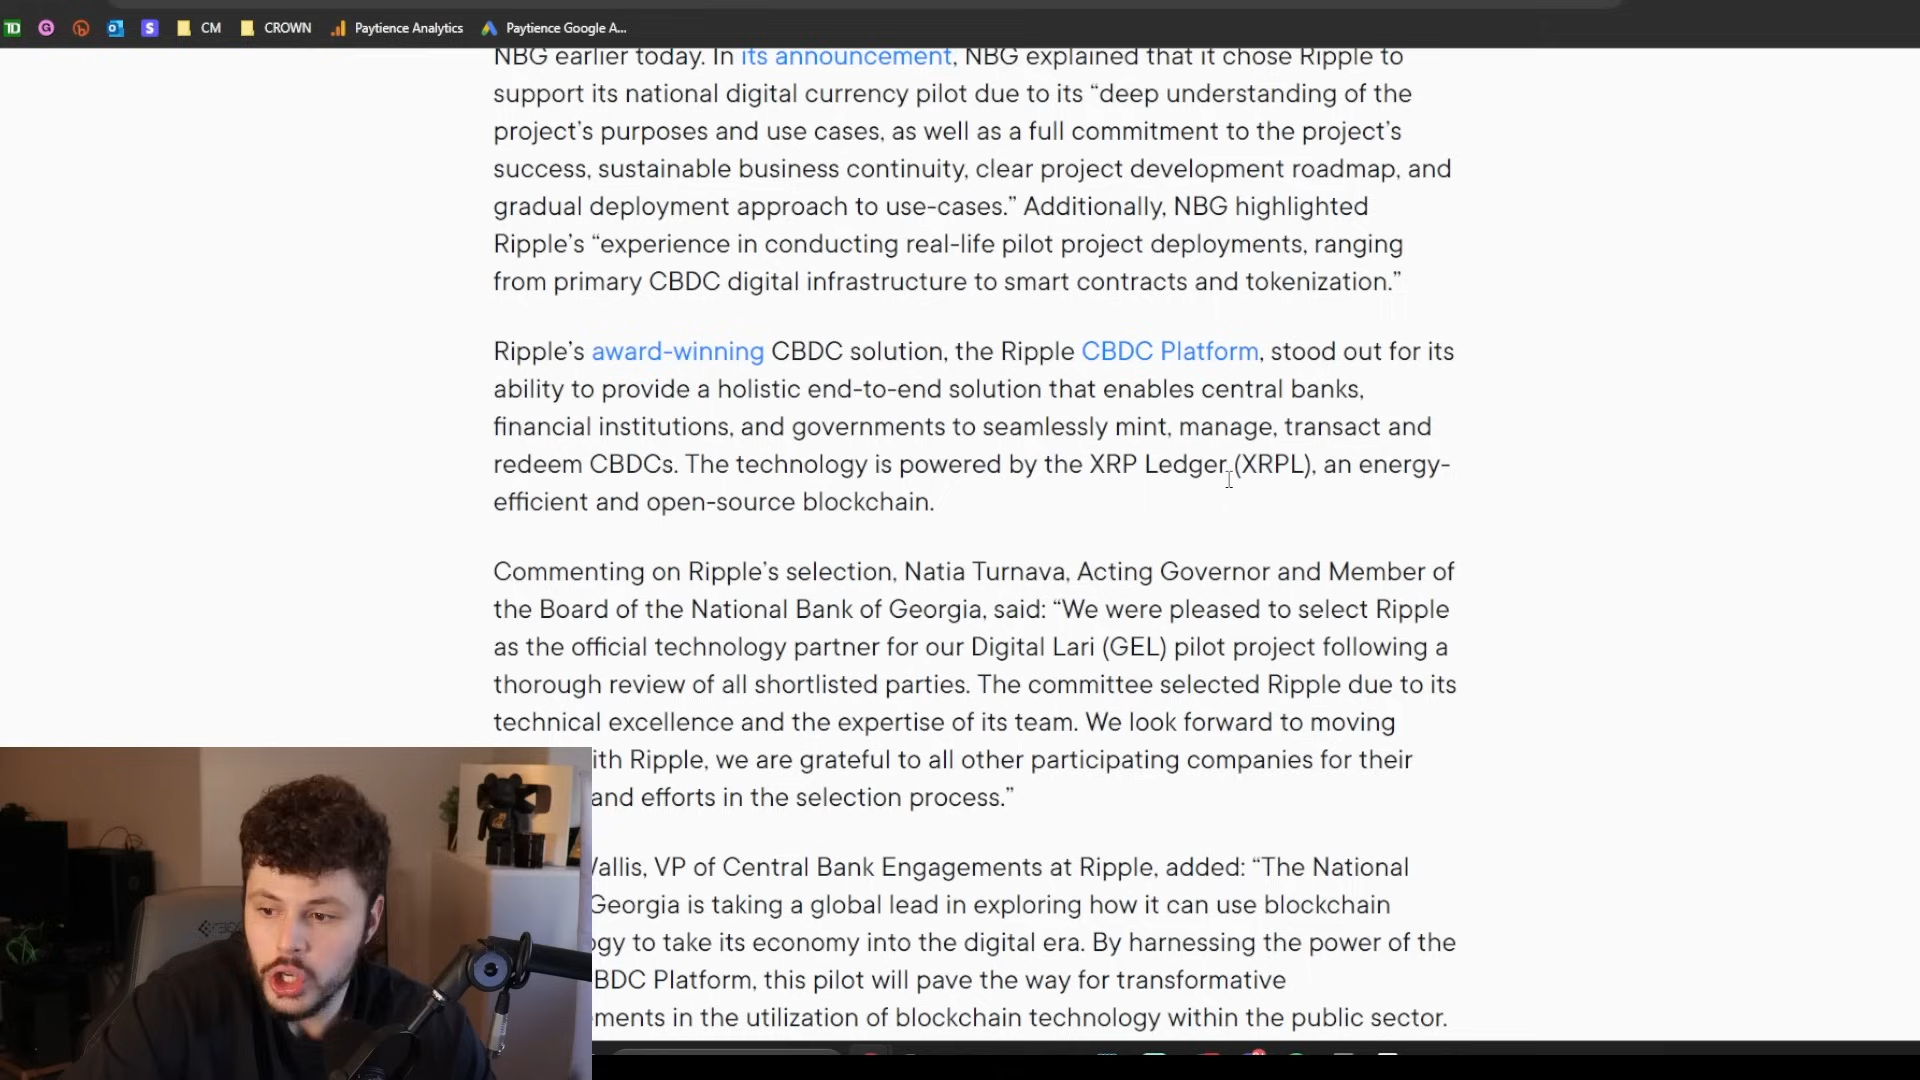 CM CROWN Paytience Analytics Paytience Google A...
NBG earlier today. In its announcement, NBG explained that it chose Ripple to
support its national digital currency pilot due to its “deep understanding of the
project’s purposes and use cases, as well as a full commitment to the project’s
success, sustainable business continuity, clear project development roadmap, and
gradual deployment approach to use-cases.” Additionally, NBG highlighted
Ripple’s “experience in conducting real-life pilot project deployments, ranging
from primary CBDC digital infrastructure to smart contracts and tokenization.”
Ripple’s award-winning CBDC solution, the Ripple CBDC Platform, stood out for its
ability to provide a holistic end-to-end solution that enables central banks,
financial institutions, and governments to seamlessly mint, manage, transact and
redeem CBDCs. The technology is powered by the XRP Ledger (XRPL), an energy-
efficient and open-source blockchain.
Commenting on Ripple’s selection, Natia Turnava, Acting Governor and Member of
the Board of the National Bank of Georgia, said: “We were pleased to select Ripple
as the official technology partner for our Digital Lari (GEL) pilot project following a
thorough review of all shortlisted parties. The committee selected Ripple due to its
technical excellence and the expertise of its team. We look forward to moving
ith Ripple, we are grateful to all other participating companies for their
and efforts in the selection process.”
allis, VP of Central Bank Engagements at Ripple, added: “The National
Georgia is taking a global lead in exploring how it can use blockchain
ogy to take its economy into the digital era. By harnessing the power of the
BDC Platform, this pilot will pave the way for transformative
ments in the utilization of blockchain technology within the public sector.